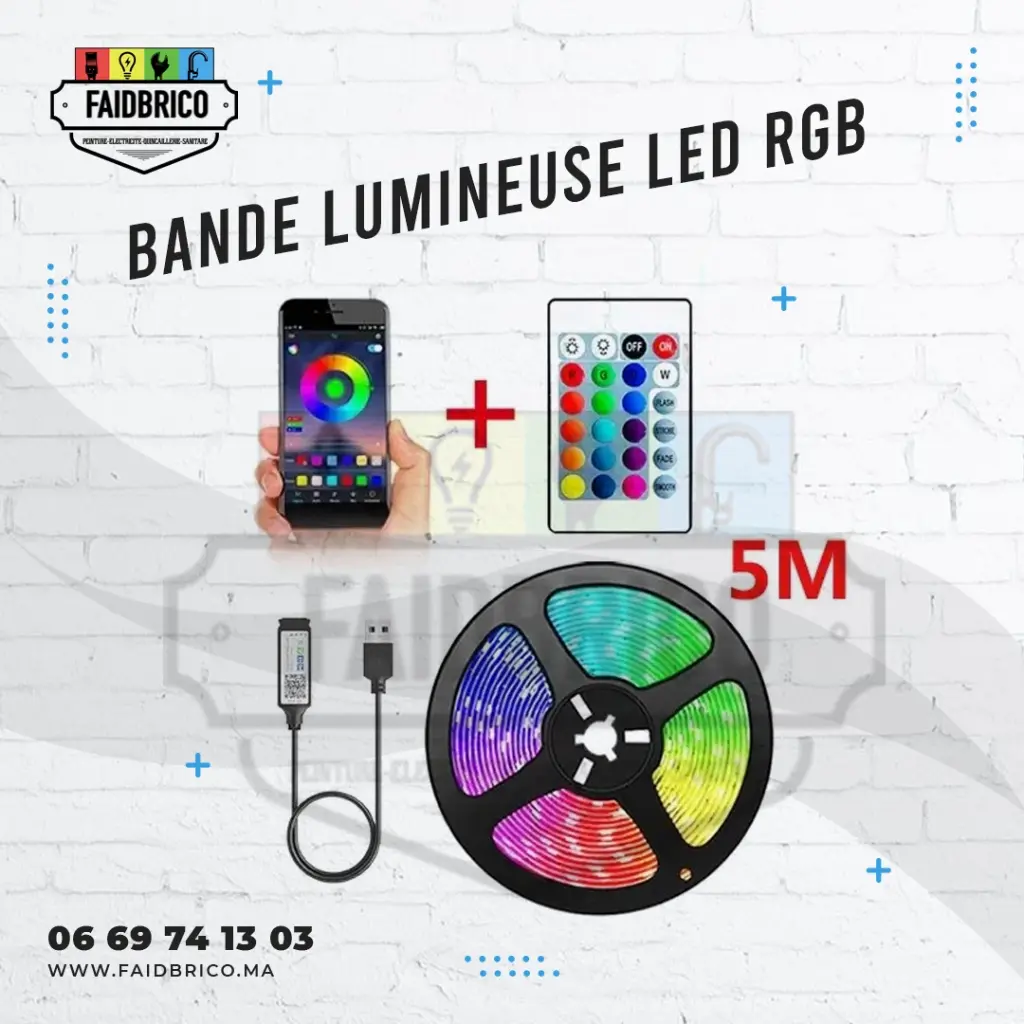 FAIDBRICO
PEINTURE-ELECTRICITE-QUINCAILLERIE-SANITAIRE
BANDE LUMINEUSE LED RGB
OFF ON
R G W
FLASH
STROBE
FADE
SMOOTH
5M
FAIDBRICO
06 69 74 13 03
WWW.FAIDBRICO.MA